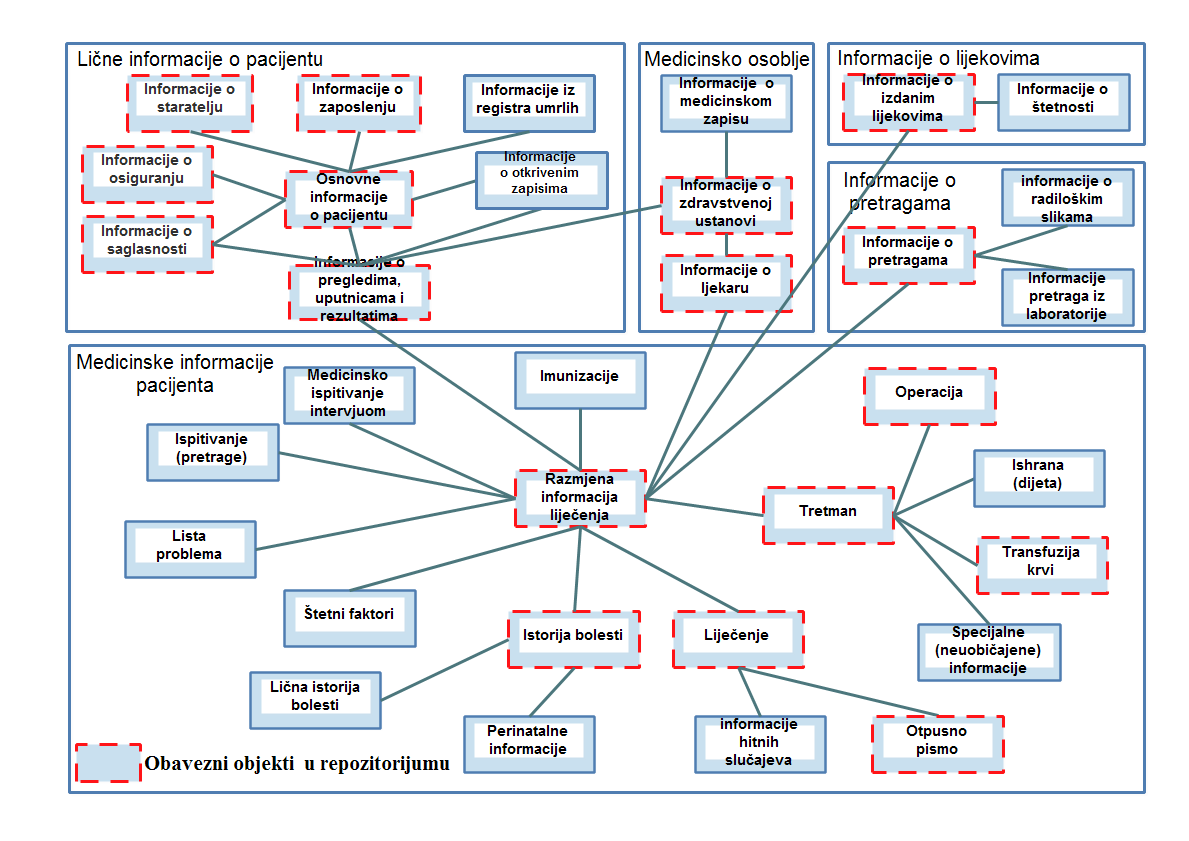 Lične informacije o pacijentu
Informacije o
staratelju
Informacije o
zaposlenju
Informacije iz
registra umrlih
Informacije o
osiguranju
Osnovne
informacije
o pacijentu
Informacije
o otkrivenim
zapisima
Informacije o
saglasnosti
Informacije o
pregledima,
uputnicama i
rezultatima
Medicinsko osoblje
Informacije o
medicinskom
zapisu
Informacije o
zdravstvenoj
ustanovi
Informacije o
ljekaru
Informacije o lijekovima
Informacije o
izdanim
lijekovima
Informacije o
štetnosti
Informacije o
pretragama
informacije o
radiloškim
slikama
Informacije o
pretragama
Informacije
pretraga iz
laboratorije
Medicinske informacije
pacijenta
Medicinsko
ispitivanje
intervjuom
Imunizacije
Operacija
Ispitivanje
(pretrage)
Ishrana
(dijeta)
Razmjena
informacija
liječenja
Tretman
Lista
problema
Transfuzija
krvi
Štetni faktori
Istorija bolesti
Liječenje
Specijalne
(neuobičajene)
informacije
Lična istorija
bolesti
Perinatalne
informacije
informacije
hitnih
slučajeva
Otpusno
pismo
Obavezni objekti u repozitorijumu